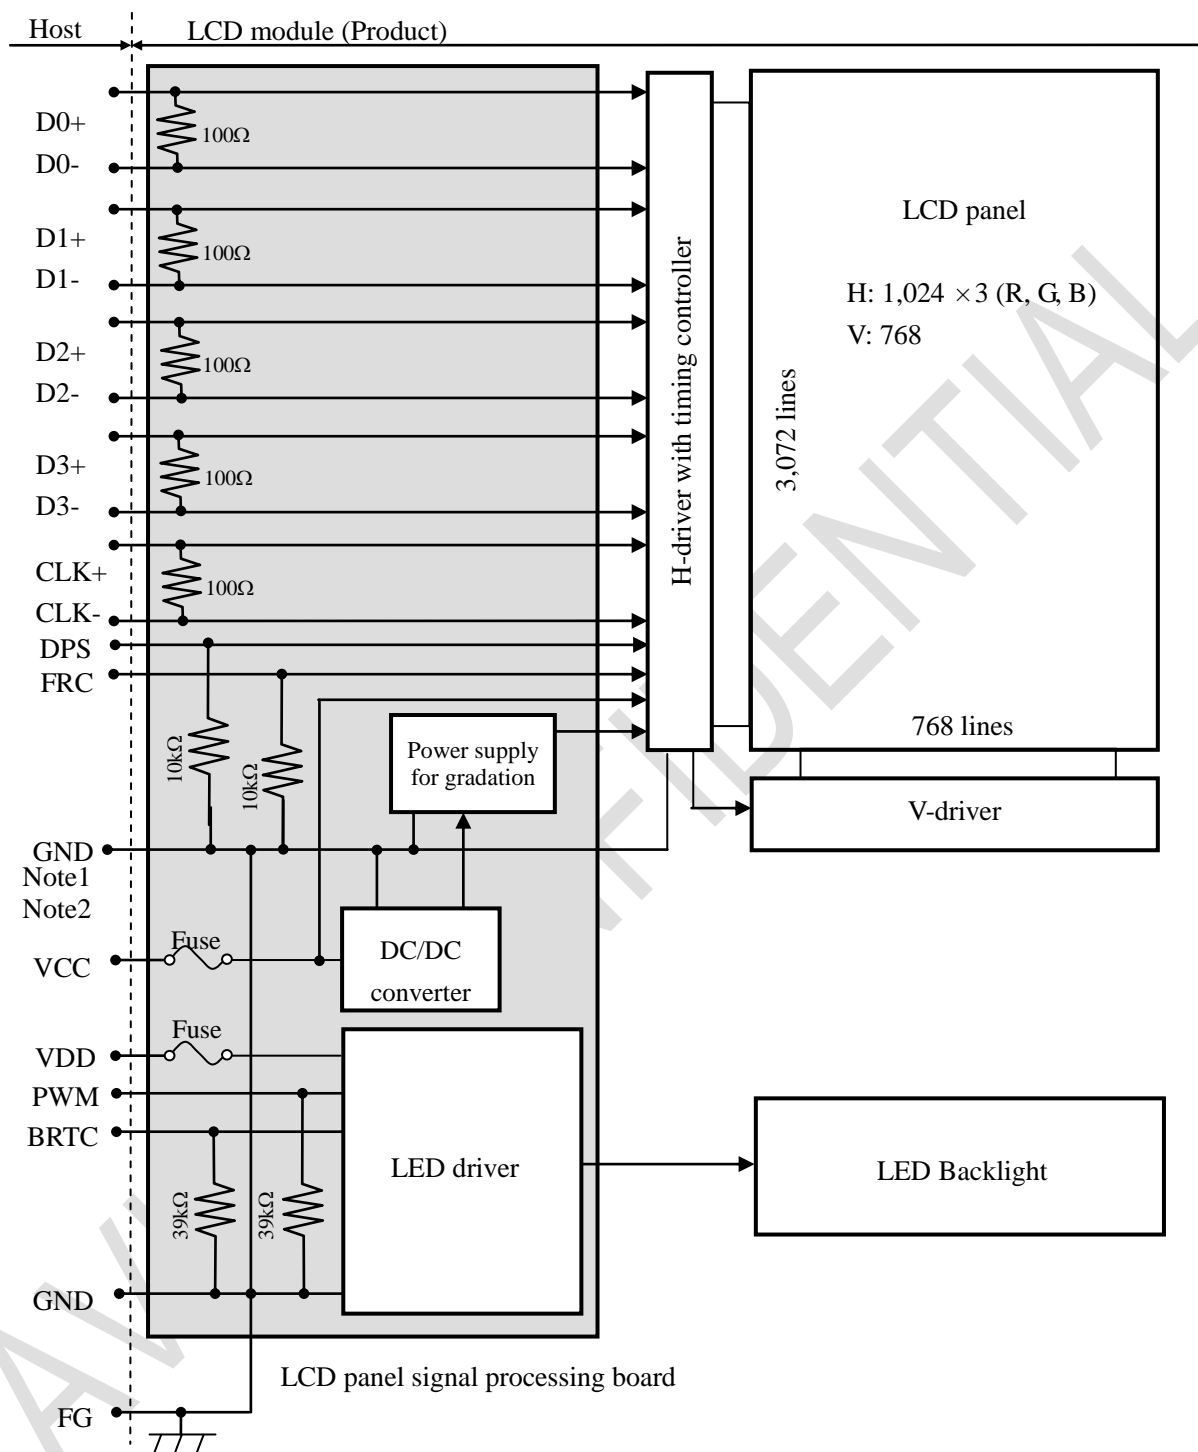 Host
LCD module (Product)
D0+
100Ω
D0-
D1+
100Ω
D1-
D2+
100Ω
D2-
D3+
100Ω
D3-
CLK+
100Ω
CLK-
DPS
FRC
H-driver with timing controller
LCD panel
H: 1,024 ×3 (R, G, B)
V: 768
3,072 lines
768 lines
10kΩ
10kΩ
Power supply
for gradation
V-driver
GND
Note1
Note2
Fuse
VCC
DC/DC
converter
Fuse
VDD
PWM
BRTC
39kΩ
39kΩ
LED driver
LED Backlight
GND
LCD panel signal processing board
FG